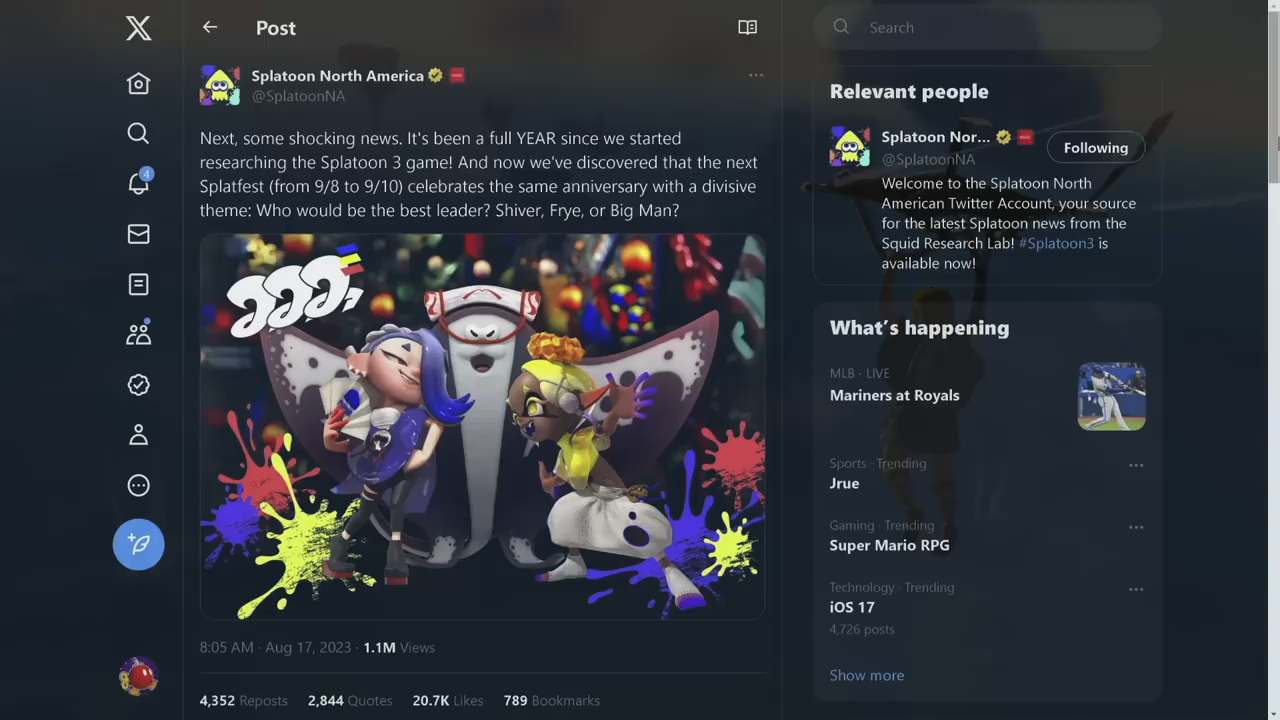 Post
Search
Splatoon North America
@SplatoonNA
Next, some shocking news. It's been a full YEAR since we started
researching the Splatoon 3 game! And now we've discovered that the next
Splatfest (from 9/8 to 9/10) celebrates the same anniversary with a divisive
theme: Who would be the best leader? Shiver, Frye, or Big Man?
8:05 AM · Aug 17, 2023 · 1.1M Views
4,352 Reposts 2,844 Quotes 20.7K Likes 789 Bookmarks
4
Relevant people
Splatoon Nor...
@SplatoonNA
Following
Welcome to the Splatoon North
American Twitter Account, your source
for the latest Splatoon news from the
Squid Research Lab! #Splatoon3 is
available now!
What's happening
MLB · LIVE
Mariners at Royals
Sports · Trending
Jrue
Gaming · Trending
Super Mario RPG
Technology · Trending
iOS 17
4,726 posts
Show more